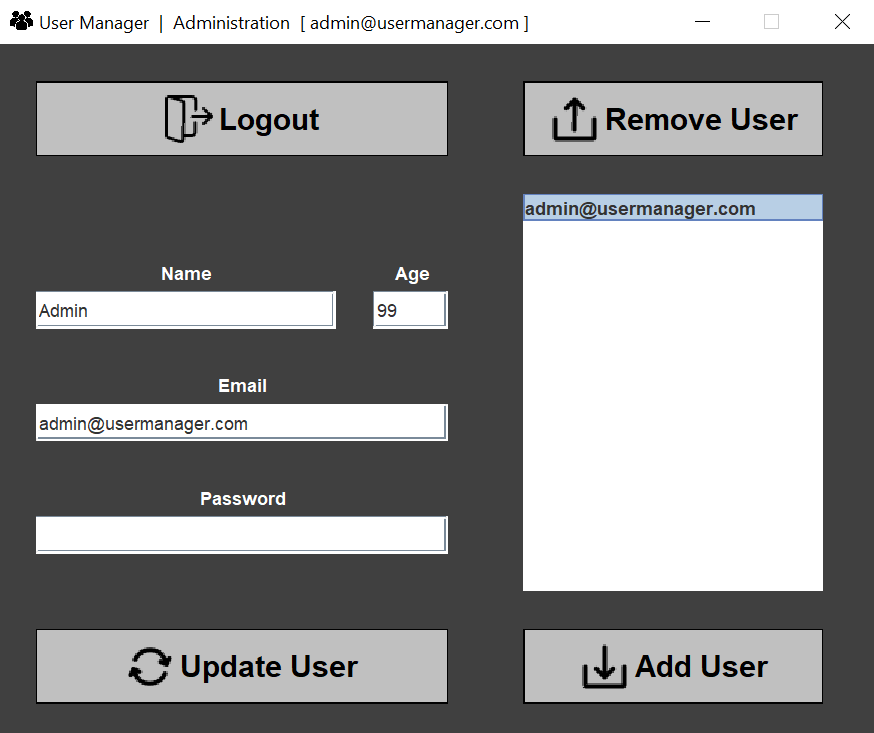 User Manager | Administration [ admin@usermanager.com ]
Logout
Remove User
admin@usermanager.com
Name
Age
Admin
99
Email
admin@usermanager.com
Password
Update User
Add User